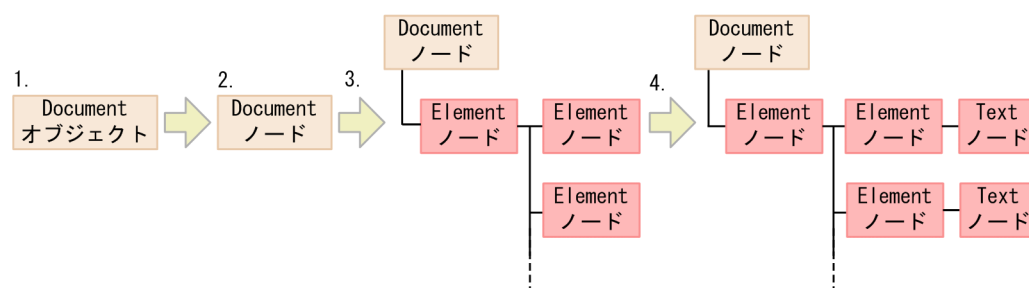 1.
Document
オブジェクト
2.
Document
ノード
3.
Document
ノード
Element
ノード
Element
ノード
Element
ノード
4.
Document
ノード
Element
ノード
Element
ノード
Text
ノード
Element
ノード
Text
ノード